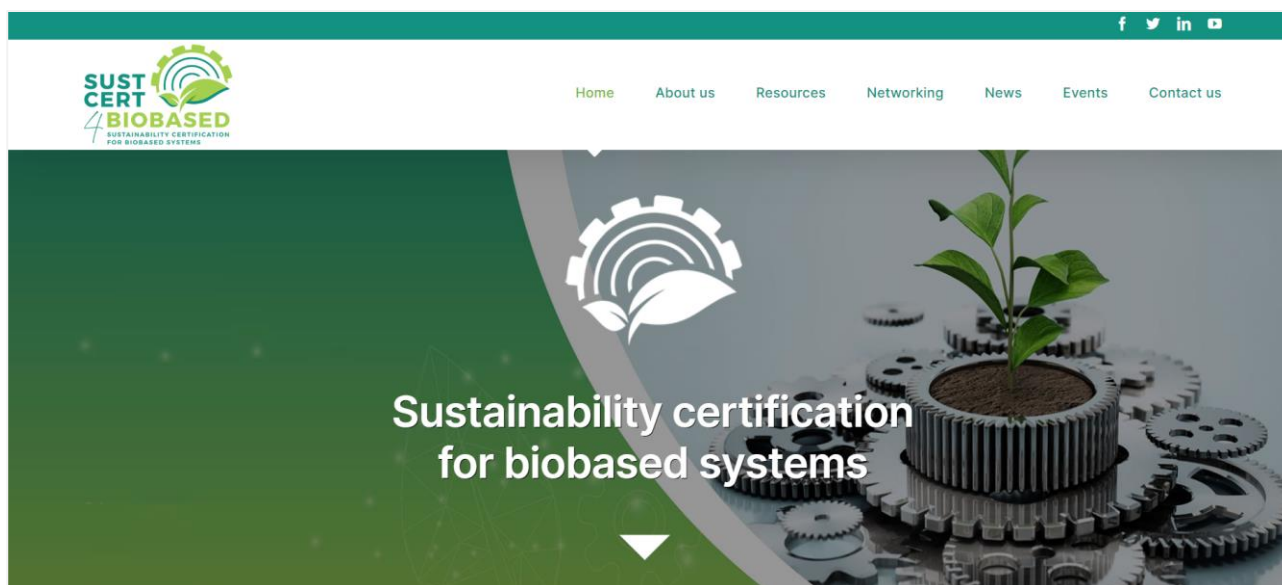 SUST
CERT
4BIOBASED
SUSTAINABILITY CERTIFICATION
FOR BIOBASED SYSTEMS
Home About us Resources Networking News Events Contact us
Sustainability certification
for biobased systems